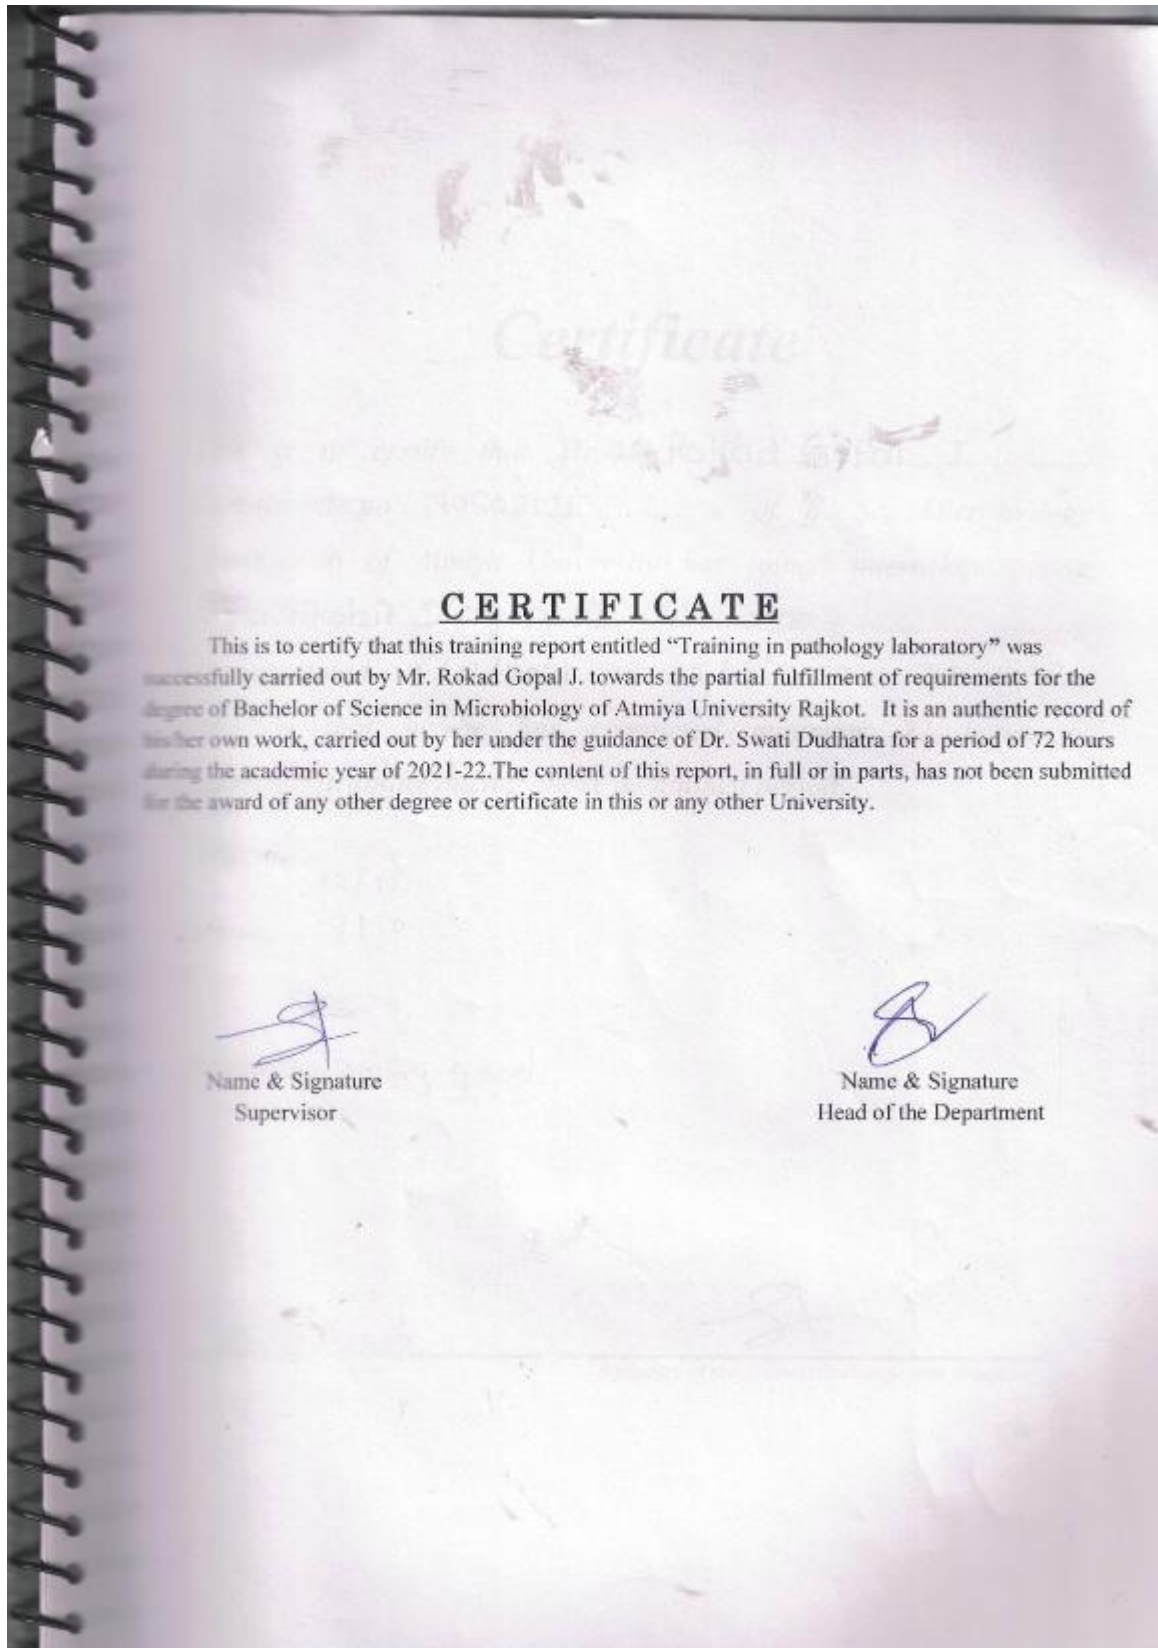 Certificate
CERTIFICATE
This is to certify that this training report entitled “Training in pathology laboratory” was
successfully carried out by Mr. Rokad Gopal J. towards the partial fulfillment of requirements for the
degree of Bachelor of Science in Microbiology of Atmiya University Rajkot. It is an authentic record of
his/her own work, carried out by her under the guidance of Dr. Swati Dudhatra for a period of 72 hours
during the academic year of 2021-22.The content of this report, in full or in parts, has not been submitted
for the award of any other degree or certificate in this or any other University.
Name & Signature
Supervisor
Name & Signature
Head of the Department